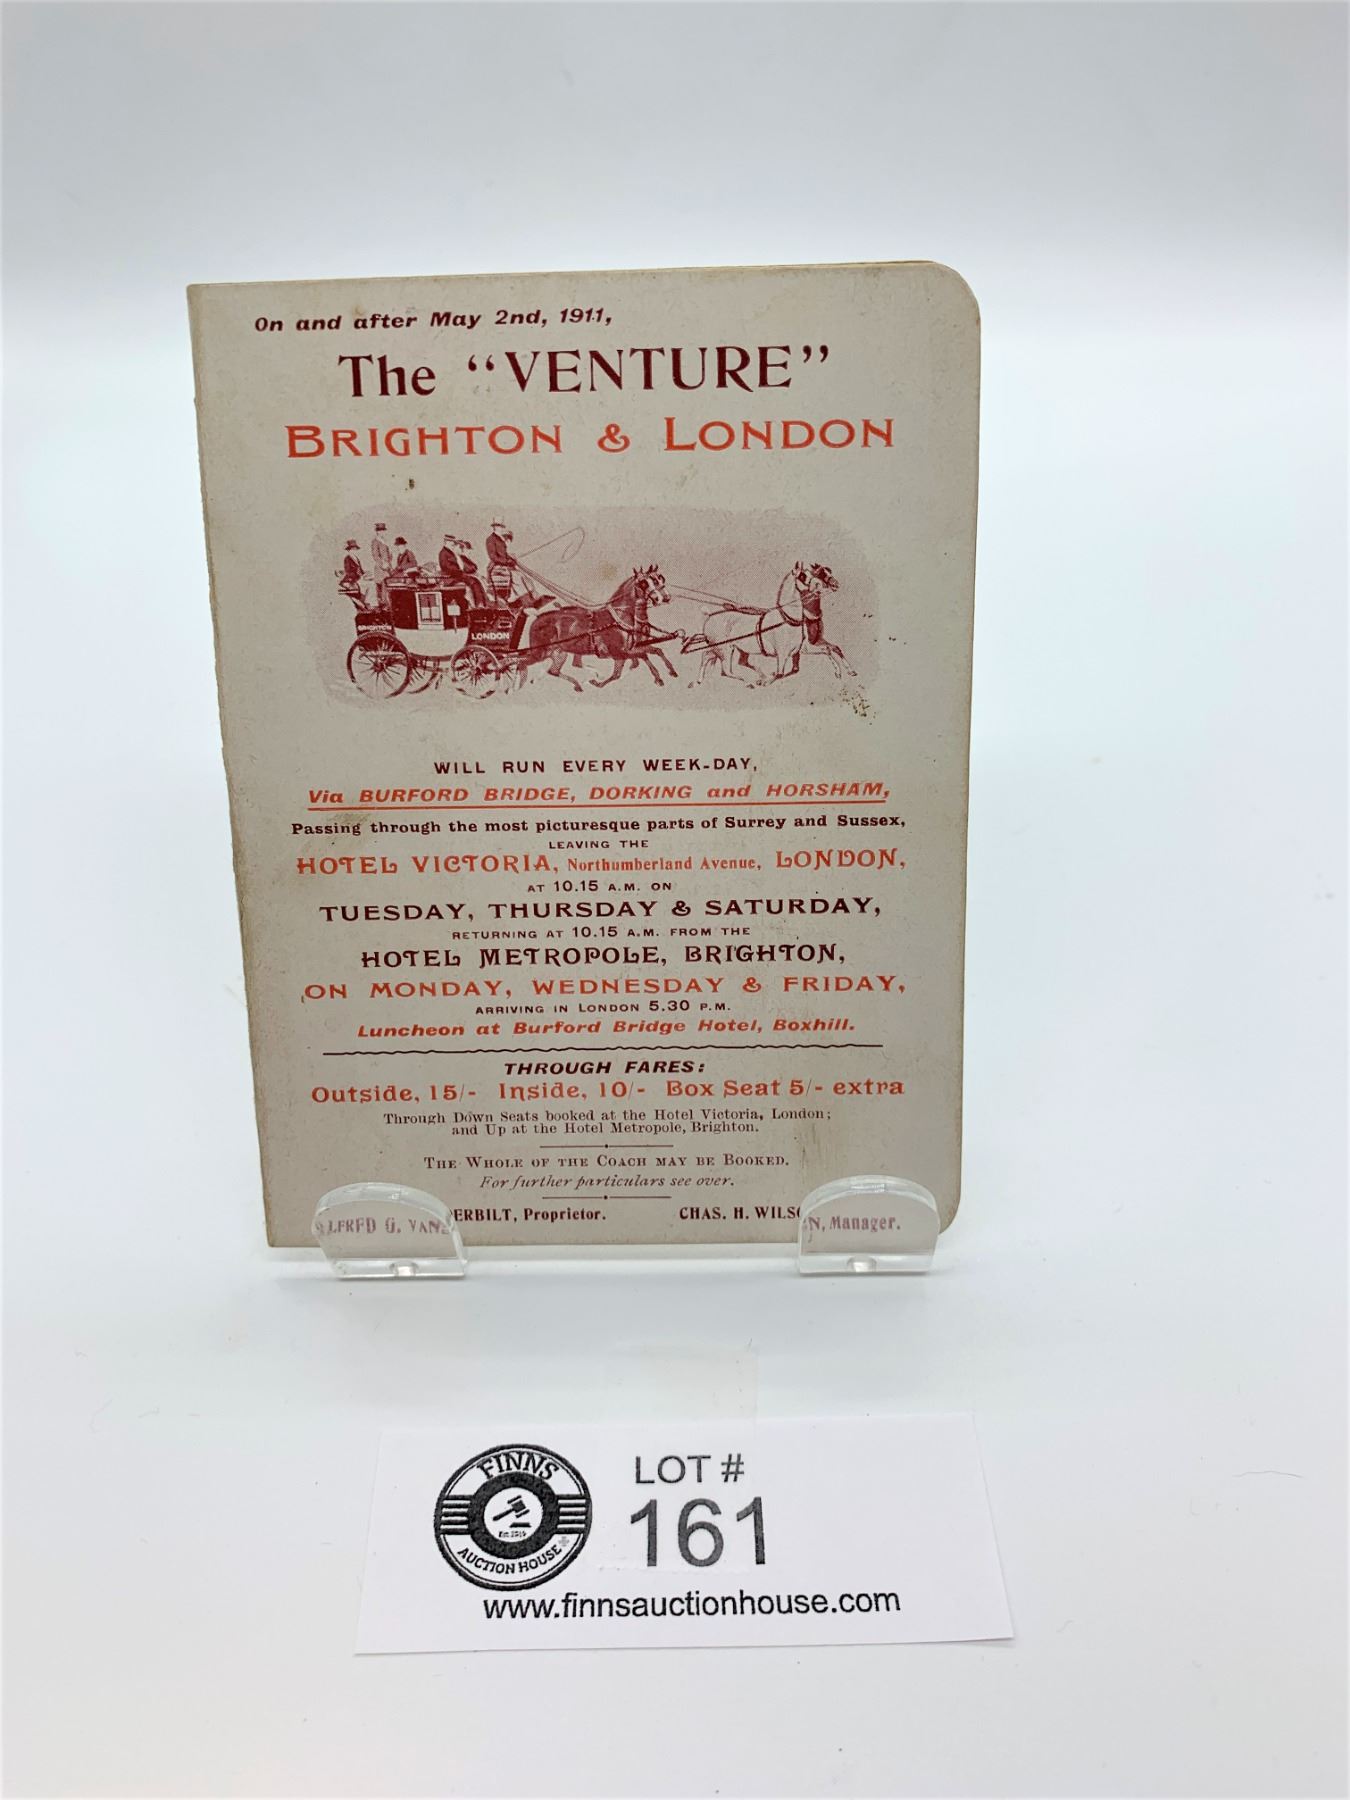 On and after May 2nd, 1911,
The "VENTURE"
BRIGHTON & LONDON
BRIGHTON
LONDON
WILL RUN EVERY WEEK-DAY,
Via BURFORD BRIDGE, DORKING and HORSHAM,
Passing through the most picturesque parts of Surrey and Sussex,
LEAVING THE
HOTEL VICTORIA, Northumberland Avenue, LONDON,
AT 10.15 A.M. ON
TUESDAY, THURSDAY & SATURDAY,
RETURNING AT 10.15 A.M. FROM THE
HOTEL METROPOLE, BRIGHTON,
ON MONDAY, WEDNESDAY & FRIDAY,
ARRIVING IN LONDON 5.30 P.M.
Luncheon at Burford Bridge Hotel, Boxhill.
THROUGH FARES:
Outside, 15/- Inside, 10/- Box Seat 5/- extra
Through Down Seats booked at the Hotel Victoria, London;
and Up at the Hotel Metropole, Brighton.
THE WHOLE OF THE COACH MAY BE BOOKED.
For further particulars see over.
ALFRED G. VANDERBILT, Proprietor. CHAS. H. WILSON, Manager.
FINNS
Est 2019
AUCTION HOUSE
LOT #
161
www.finnsauctionhouse.com